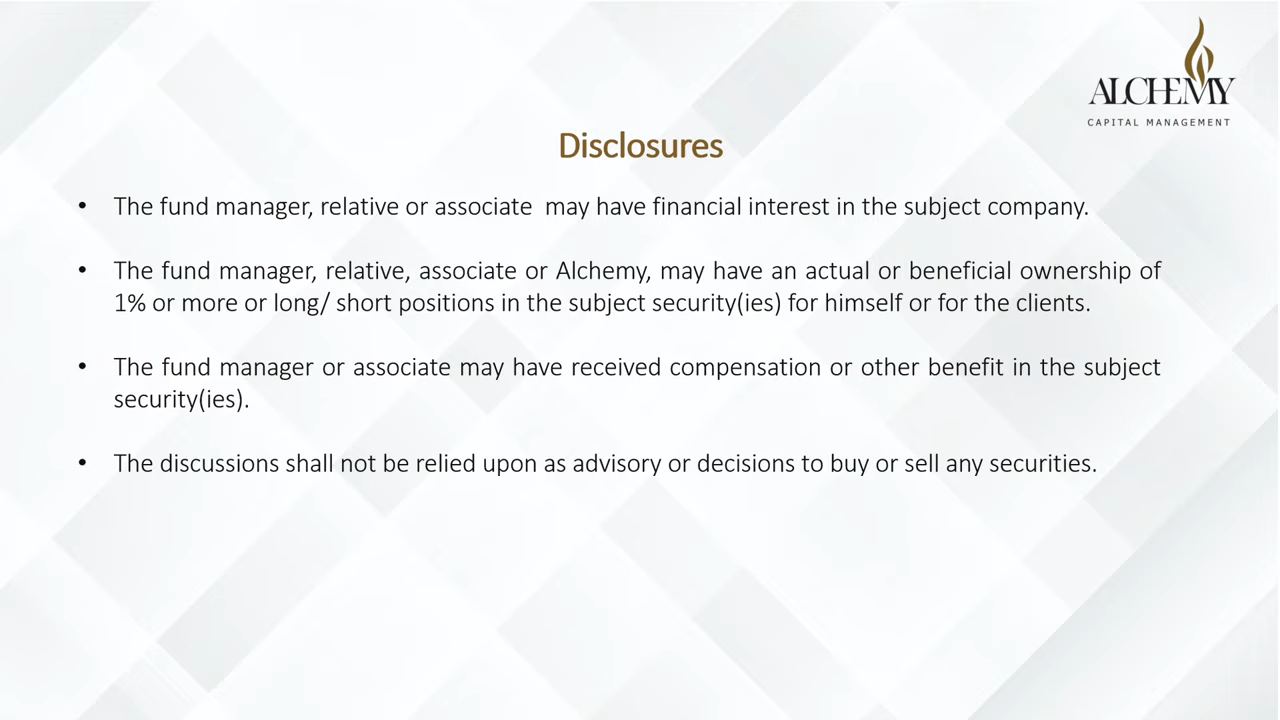 ALCHEMY
CAPITAL MANAGEMENT
Disclosures
• The fund manager, relative or associate  may have financial interest in the subject company.
• The fund manager, relative, associate or Alchemy, may have an actual or beneficial ownership of
1% or more or long/ short positions in the subject security(ies) for himself or for the clients.
• The fund manager or associate may have received compensation or other benefit in the subject
security(ies).
• The discussions shall not be relied upon as advisory or decisions to buy or sell any securities.